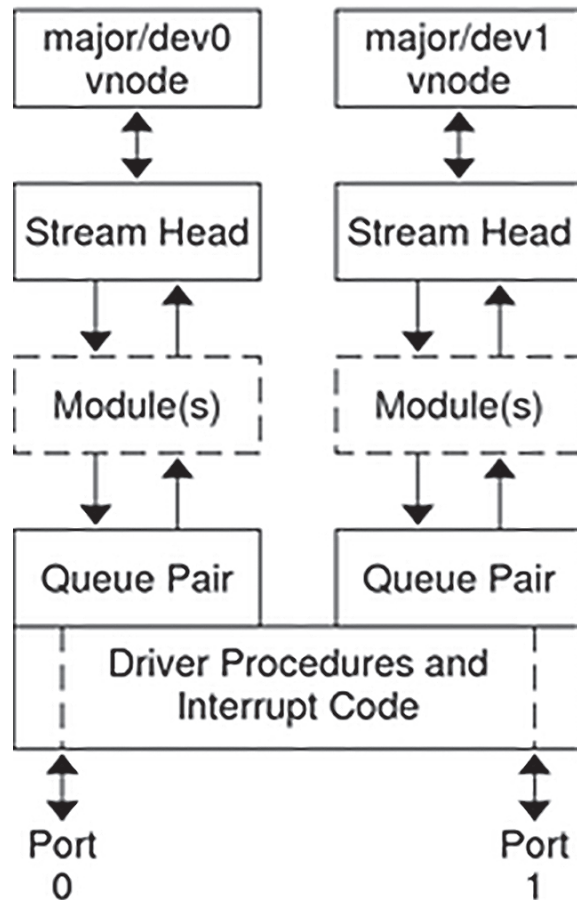 major/dev0
vnode
major/dev1
vnode
Stream Head
Stream Head
Module(s)
Module(s)
Queue Pair
Queue Pair
Driver Procedures and
Interrupt Code
Port
0
Port
1